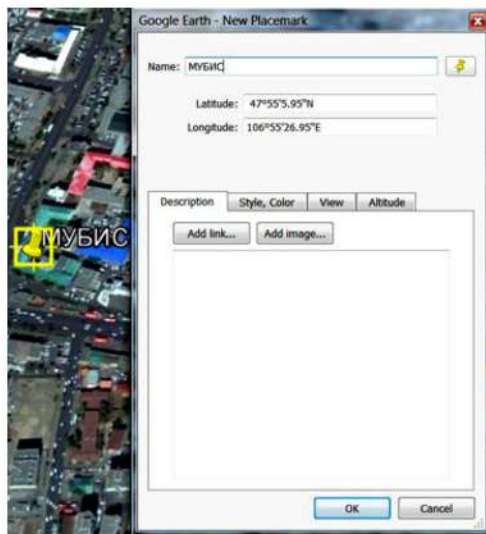 Google Earth - New Placemark
Name: МУБИС
Latitude: 47°55'5.95"N
Longitude: 106°55'26.95"E
Description Style, Color View Altitude
Add link... Add image...
МУБИС
OK Cancel